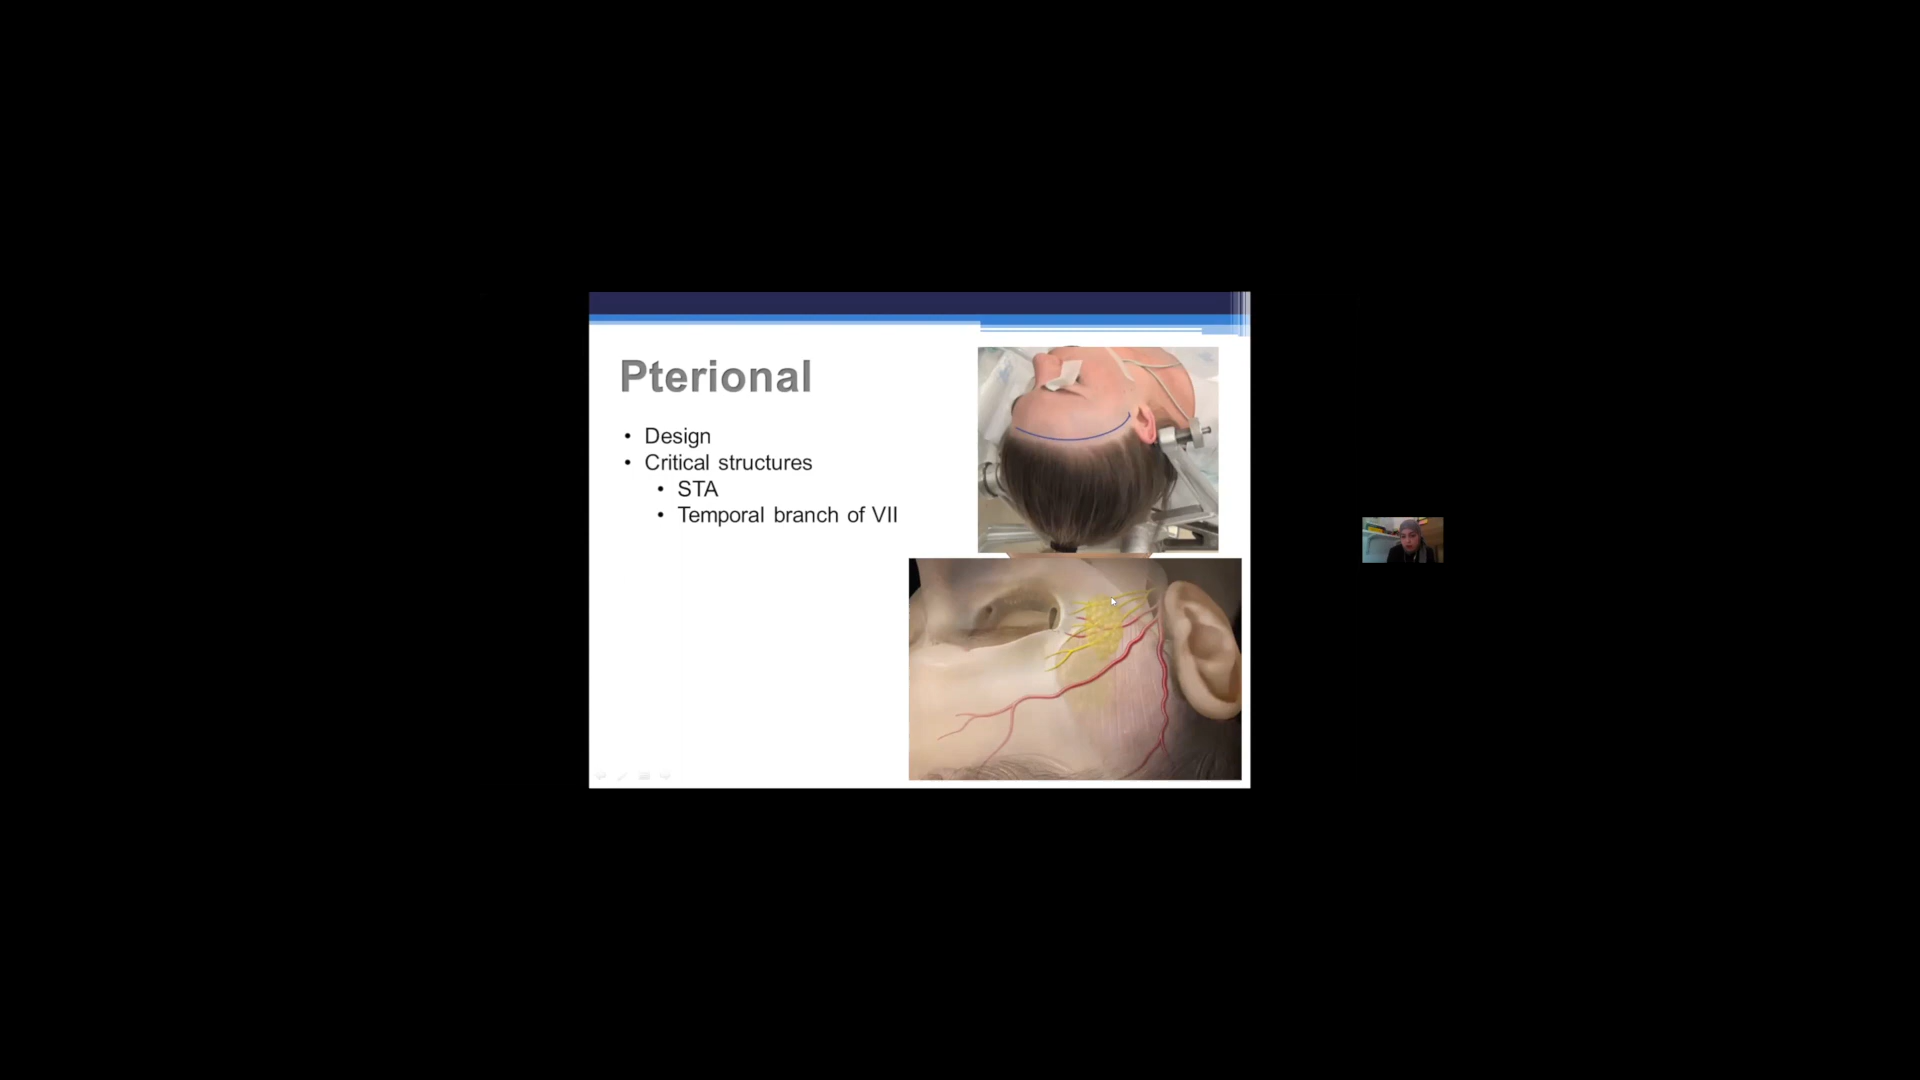 Pterional
• Design
• Critical structures
• STA
• Temporal branch of VII